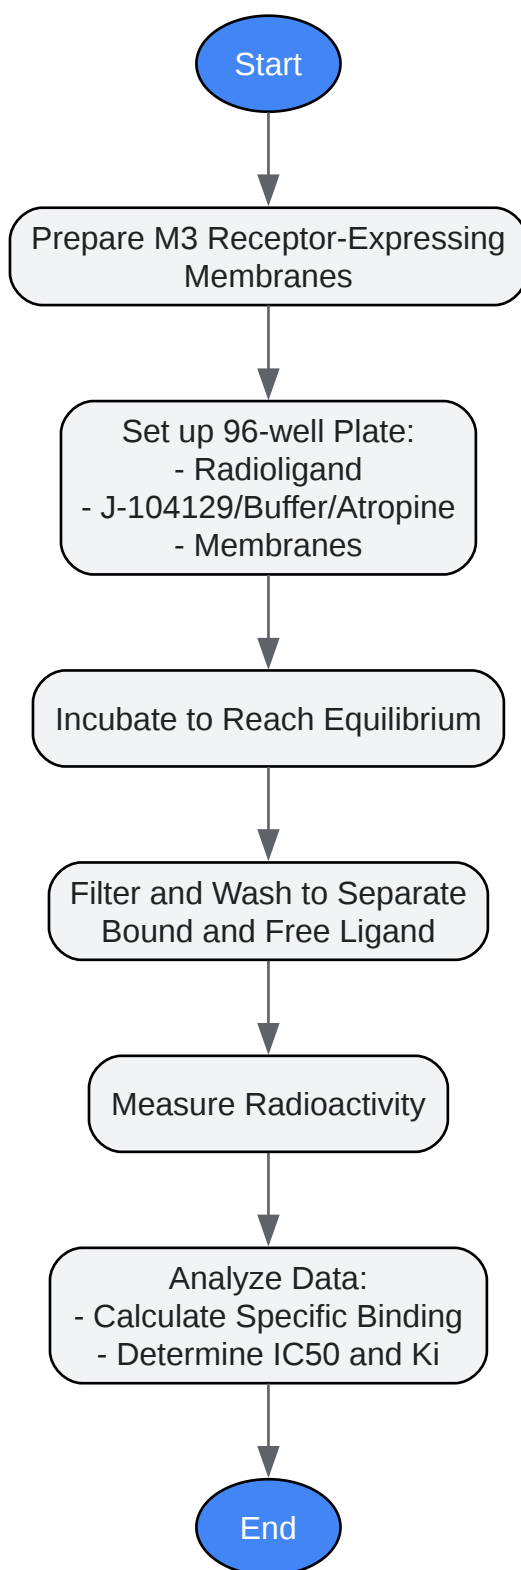 Start
Prepare M3 Receptor-Expressing
Membranes
Set up 96-well Plate:
- Radioligand
- J-104129/Buffer/Atropine
- Membranes
Incubate to Reach Equilibrium
Filter and Wash to Separate
Bound and Free Ligand
Measure Radioactivity
Analyze Data:
- Calculate Specific Binding
- Determine IC50 and Ki
End